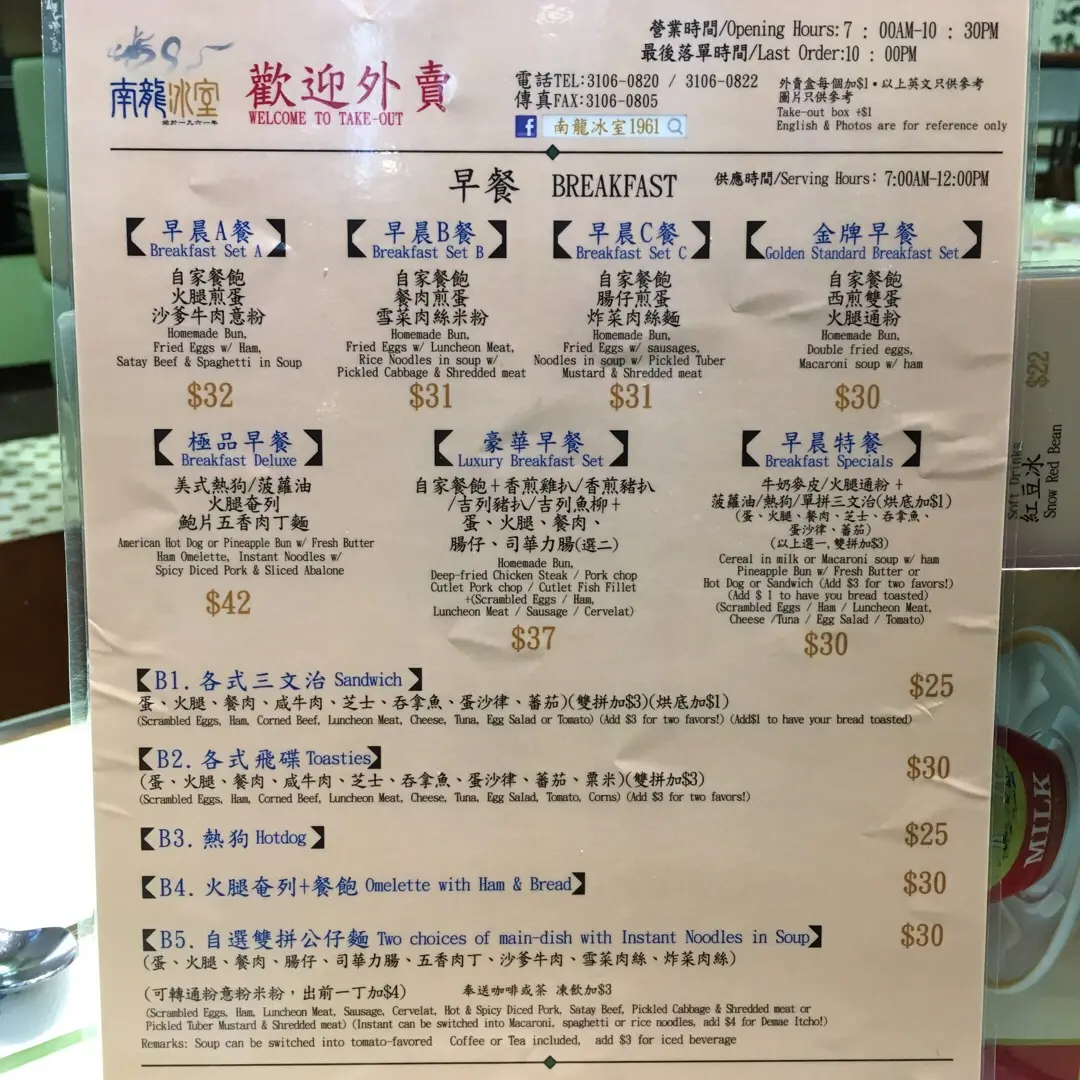 營業時間/Opening Hours:7 : 00AM-10 : 30PM
最後落單時間/Last Order:10 : 00PM
南龍冰室
始於一九六一年
歡迎外賣
WELCOME TO TAKE-OUT
電話TEL:3106-0820 / 3106-0822
傳真FAX:3106-0805
f 南龍冰室1961
外賣盒每個加$1•以上英文只供參考
圖片只供參考
Take-out box +$1
English & Photos are for reference only
早餐 BREAKFAST
供應時間/Serving Hours: 7:00AM-12:00PM
【早晨A餐】
Breakfast Set A
自家餐飽
火腿煎蛋
沙爹牛肉意粉
Homemade Bun,
Fried Eggs w/ Ham,
Satay Beef & Spaghetti in Soup
$32
【早晨B餐】
Breakfast Set B
自家餐飽
餐肉煎蛋
雪菜肉絲米粉
Homemade Bun,
Fried Eggs w/ Luncheon Meat,
Rice Noodles in soup w/
Pickled Cabbage & Shredded meat
$31
【早晨C餐】
Breakfast Set C
自家餐飽
腸仔煎蛋
炸菜肉絲麵
Homemade Bun,
Fried Eggs w/ sausages,
Noodles in soup w/ Pickled Tuber
Mustard & Shredded meat
$31
【金牌早餐】
Golden Standard Breakfast Set
自家餐飽
西煎雙蛋
火腿通粉
Homemade Bun,
Double fried eggs,
Macaroni soup w/ ham
$30
【極品早餐】
Breakfast Deluxe
美式熱狗/菠蘿油
火腿奄列
鮑片五香肉丁麵
American Hot Dog or Pineapple Bun w/ Fresh Butter
Ham Omelette, Instant Noodles w/
Spicy Diced Pork & Sliced Abalone
$42
【豪華早餐】
Luxury Breakfast Set
自家餐飽+香煎雞扒/香煎豬扒
/吉列豬扒/吉列魚柳+
蛋、火腿、餐肉、
腸仔、司華力腸(選二)
Homemade Bun,
Deep-fried Chicken Steak / Pork chop
Cutlet Pork chop / Cutlet Fish Fillet
+(Scrambled Eggs / Ham,
Luncheon Meat / Sausage / Cervelat)
$37
【早晨特餐】
Breakfast Specials
牛奶麥皮/火腿通粉 +
菠蘿油/熱狗/單拼三文治(烘底加$1)
(蛋、火腿、餐肉、芝士、吞拿魚、
蛋沙律、蕃茄)
(以上選一,雙拼加$3)
Cereal in milk or Macaroni soup w/ ham
Pineapple Bun w/ Fresh Butter or
Hot Dog or Sandwich (Add $3 for two favors!)
(Add $ 1 to have you bread toasted)
(Scrambled Eggs / Ham / Luncheon Meat,
Cheese /Tuna / Egg Salad / Tomato)
$30
【B1. 各式三文治 Sandwich】 $25
蛋、火腿、餐肉、咸牛肉、芝士、吞拿魚、蛋沙律、蕃茄)(雙拼加$3)(烘底加$1)
(Scrambled Eggs, Ham, Corned Beef, Luncheon Meat, Cheese, Tuna, Egg Salad or Tomato) (Add $3 for two favors!) (Add$1 to have your bread toasted)
【B2. 各式飛碟 Toasties】 $30
(蛋、火腿、餐肉、咸牛肉、芝士、吞拿魚、蛋沙律、蕃茄、粟米)(雙拼加$3)
(Scrambled Eggs, Ham, Corned Beef, Luncheon Meat, Cheese, Tuna, Egg Salad, Tomato, Corns) (Add $3 for two favors!)
【B3. 熱狗 Hotdog】 $25
【B4. 火腿奄列+餐飽 Omelette with Ham & Bread】 $30
【B5. 自選雙拼公仔麵 Two choices of main-dish with Instant Noodles in Soup】 $30
(蛋、火腿、餐肉、腸仔、司華力腸、五香肉丁、沙爹牛肉、雪菜肉絲、炸菜肉絲)
(可轉通粉意粉米粉,出前一丁加$4) 奉送咖啡或茶 凍飲加$3
(Scrambled Eggs, Ham, Luncheon Meat, Sausage, Cervelat, Hot & Spicy Diced Pork, Satay Beef, Pickled Cabbage & Shredded meat or
Pickled Tuber Mustard & Shredded meat) (Instant can be switched into Macaroni, spaghetti or rice noodles, add $4 for Demae Itcho!)
Remarks: Soup can be switched into tomato-favored Coffee or Tea included, add $3 for iced beverage
Soft Drinks
紅豆冰
Snow Red Bean
$22
MILK